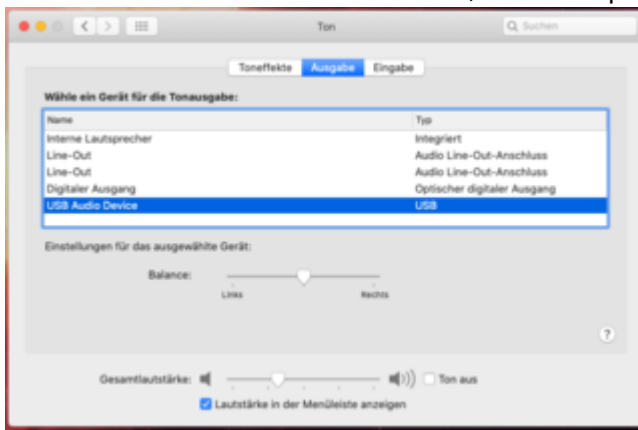 Ton
Suchen
Toneffekte Ausgabe Eingabe
Wähle ein Gerät für die Tonausgabe:
Name Typ
Interne Lautsprecher Integriert
Line-Out Audio Line-Out-Anschluss
Line-Out Audio Line-Out-Anschluss
Digitaler Ausgang Optischer digitaler Ausgang
USB Audio Device USB
Einstellungen für das ausgewählte Gerät:
Balance:
Links Rechts
?
Gesamtlautstärke: Ton aus
Lautstärke in der Menüleiste anzeigen